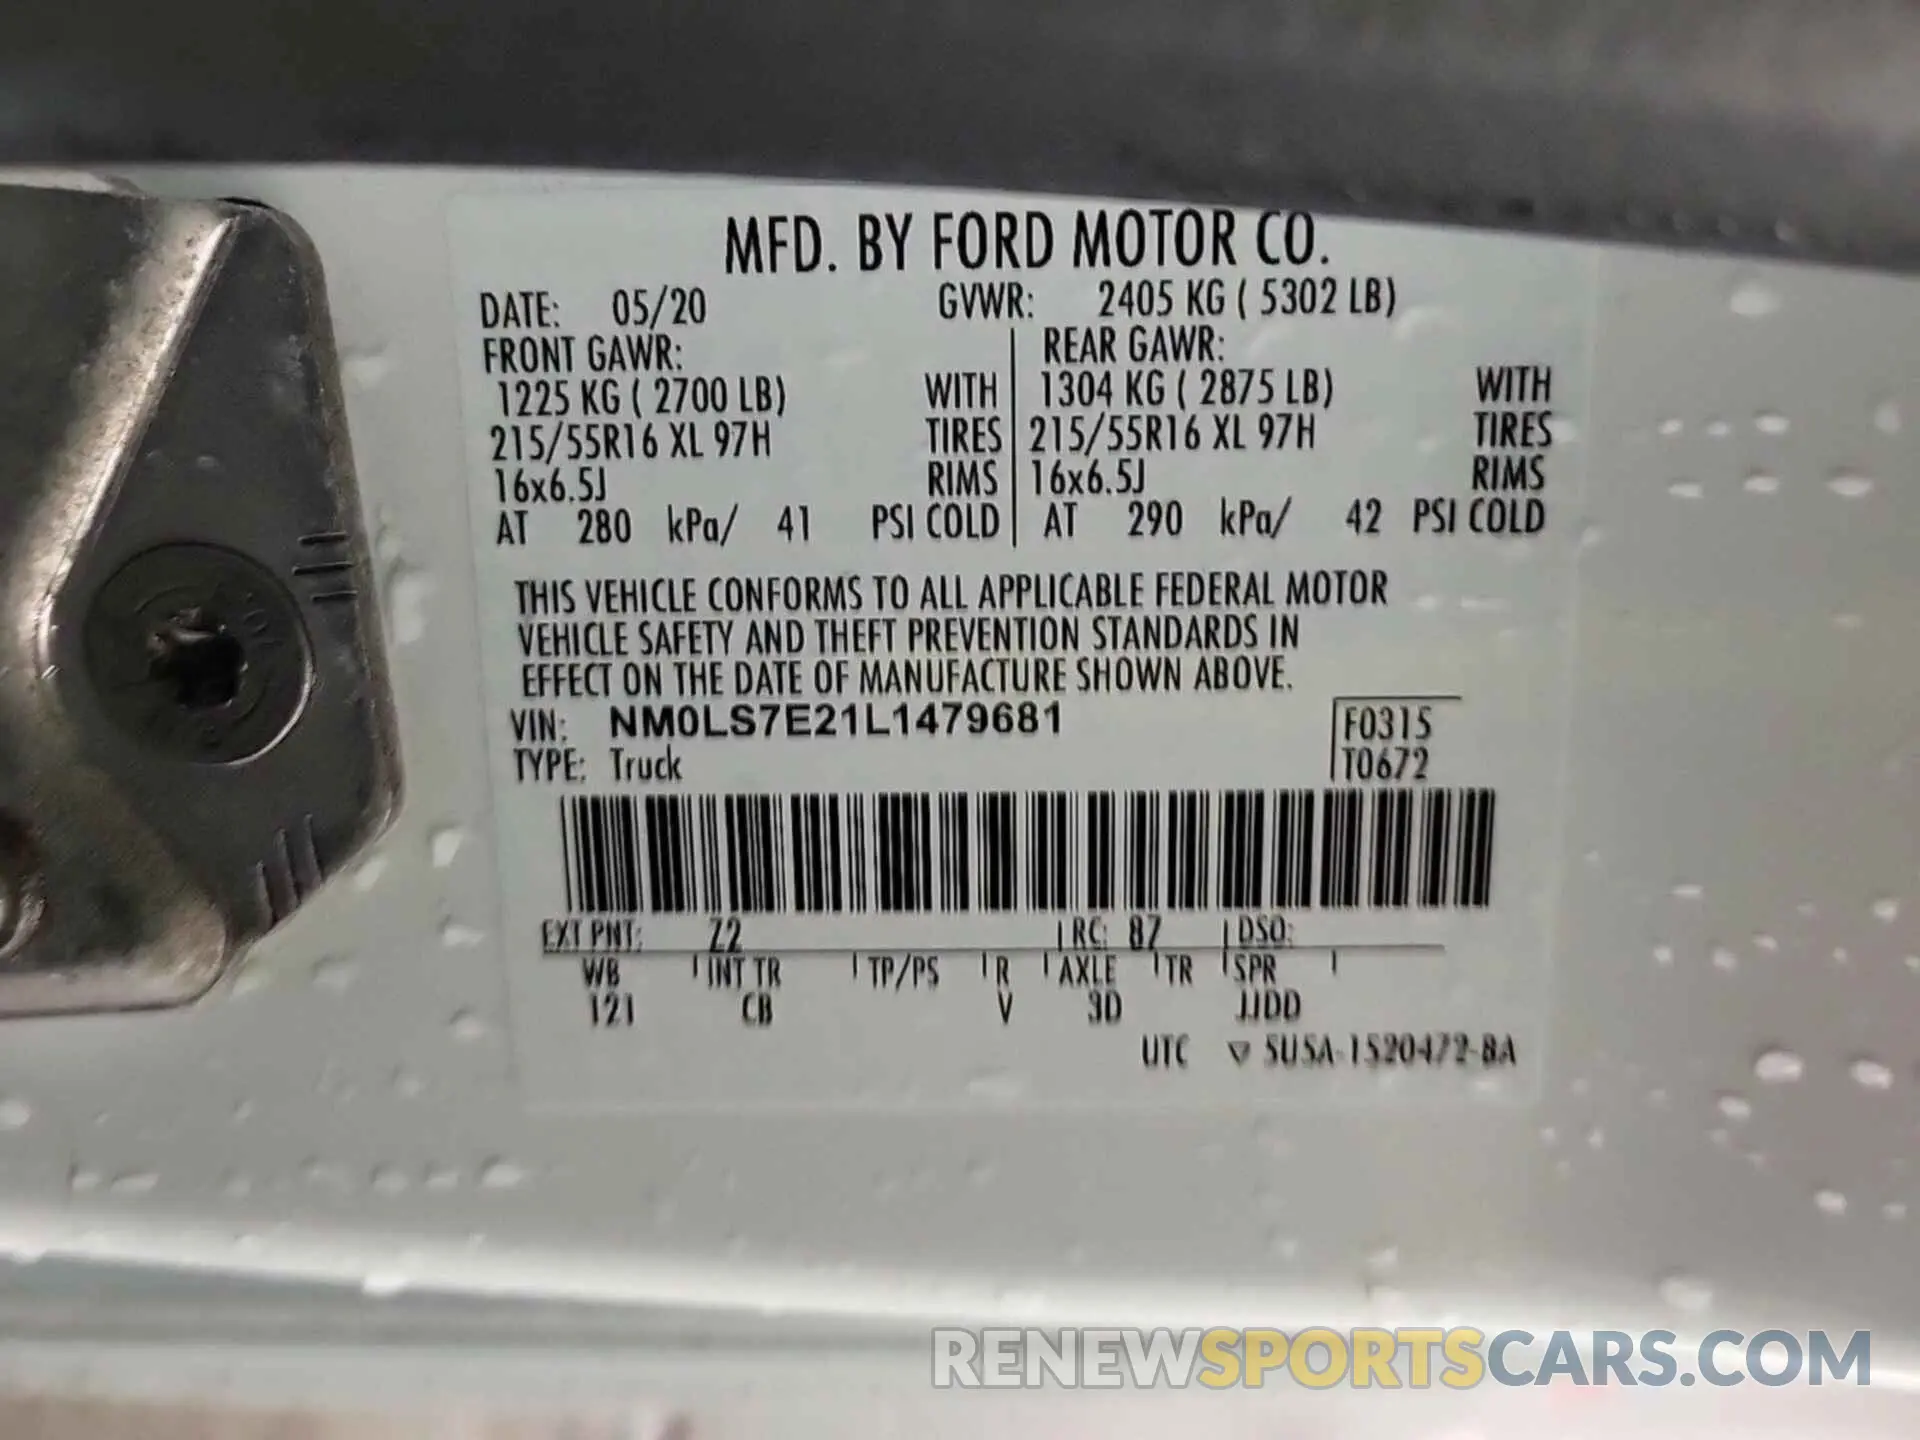 MFD. BY FORD MOTOR CO.
DATE: 05/20 GVWR: 2405 KG ( 5302 LB)
FRONT GAWR: REAR GAWR:
1225 KG ( 2700 LB) WITH 1304 KG ( 2875 LB) WITH
215/55R16 XL 97H TIRES 215/55R16 XL 97H TIRES
16x6.5J RIMS 16x6.5J RIMS
AT 280 kPa/ 41 PSI COLD AT 290 kPa/ 42 PSI COLD
THIS VEHICLE CONFORMS TO ALL APPLICABLE FEDERAL MOTOR
VEHICLE SAFETY AND THEFT PREVENTION STANDARDS IN
EFFECT ON THE DATE OF MANUFACTURE SHOWN ABOVE.
VIN: NM0LS7E21L1479681 F0315
TYPE: Truck T0672
EXT PNT: Z2 RC: 87 DSO:
WB INT TR TP/PS R AXLE TR SPR
121 CB V 3D JJDD
UTC ▽ 5U5A-1520472-BA
RENEWSPORTSCARS.COM